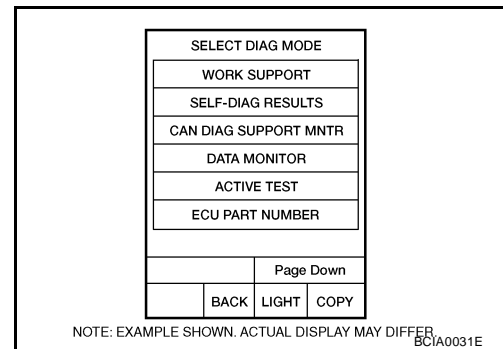 SELECT DIAG MODE
WORK SUPPORT
SELF-DIAG RESULTS
CAN DIAG SUPPORT MNTR
DATA MONITOR
ACTIVE TEST
ECU PART NUMBER
Page Down
BACK LIGHT COPY
NOTE: EXAMPLE SHOWN. ACTUAL DISPLAY MAY DIFFER.
BCIA0031E